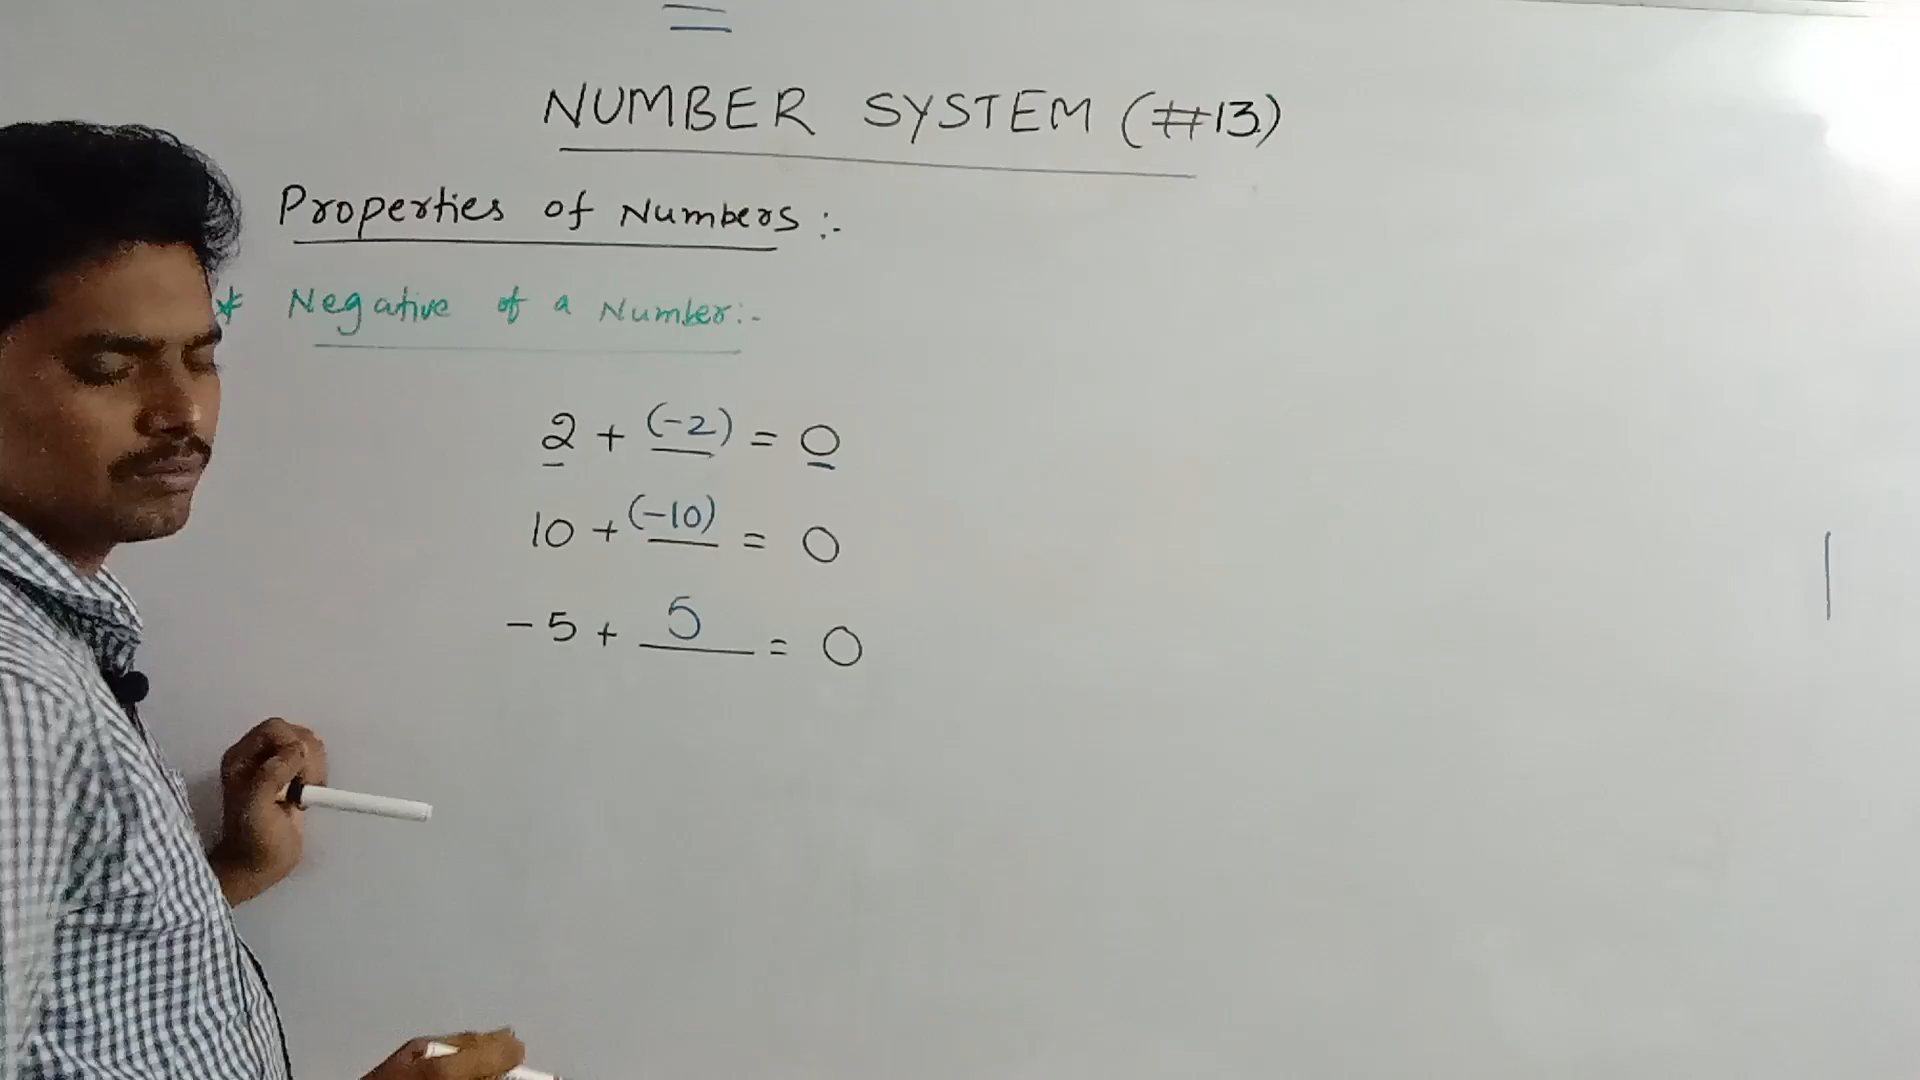 NUMBER SYSTEM (#13)
Properties of Numbers :-
* Negative of a Number:-
2 + (-2) = 0
10 + (-10) = 0
-5 + 5 = 0